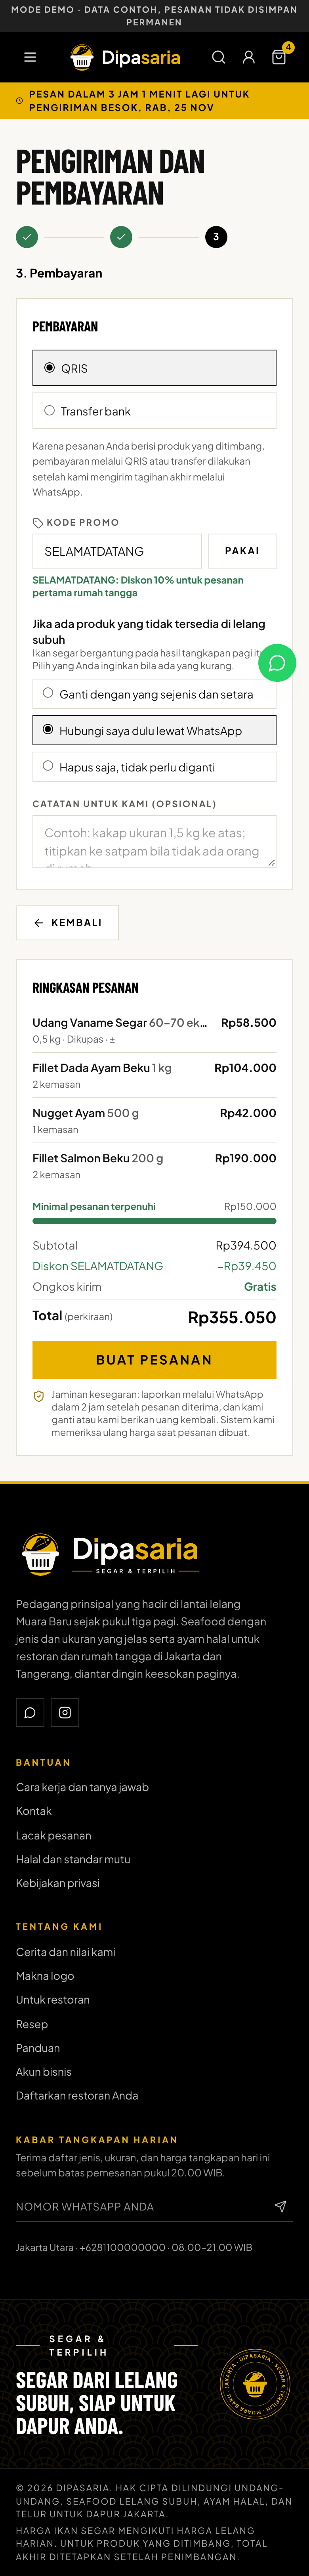 MODE DEMO · DATA CONTOH, PESANAN TIDAK DISIMPAN
PERMANEN
Dipasaria
4
PESAN DALAM 3 JAM 1 MENIT LAGI UNTUK
PENGIRIMAN BESOK, RAB, 25 NOV
PENGIRIMAN DAN
PEMBAYARAN
3
3. Pembayaran
PEMBAYARAN
QRIS
Transfer bank
Karena pesanan Anda berisi produk yang ditimbang,
pembayaran melalui QRIS atau transfer dilakukan
setelah kami mengirim tagihan akhir melalui
WhatsApp.
KODE PROMO
SELAMATDATANG
PAKAI
SELAMATDATANG: Diskon 10% untuk pesanan
pertama rumah tangga
Jika ada produk yang tidak tersedia di lelang
subuh
Ikan segar bergantung pada hasil tangkapan pagi
Pilih yang Anda inginkan bila ada yang kurang.
Ganti dengan yang sejenis dan setara
Hubungi saya dulu lewat WhatsApp
Hapus saja, tidak perlu diganti
CATATAN UNTUK KAMI (OPSIONAL)
Contoh: kakap ukuran 1,5 kg ke atas;
titipkan ke satpam bila tidak ada orang
di rumah
KEMBALI
RINGKASAN PESANAN
Udang Vaname Segar 60–70 ek… Rp58.500
0,5 kg · Dikupas · ±
Fillet Dada Ayam Beku 1 kg Rp104.000
2 kemasan
Nugget Ayam 500 g Rp42.000
1 kemasan
Fillet Salmon Beku 200 g Rp190.000
2 kemasan
Minimal pesanan terpenuhi Rp150.000
Subtotal Rp394.500
Diskon SELAMATDATANG −Rp39.450
Ongkos kirim Gratis
Total (perkiraan) Rp355.050
BUAT PESANAN
Jaminan kesegaran: laporkan melalui WhatsApp
dalam 2 jam setelah pesanan diterima, dan kami
ganti atau kami berikan uang kembali. Sistem kami
memeriksa ulang harga saat pesanan dibuat.
Dipasaria
SEGAR & TERPILIH
Pedagang prinsipal yang hadir di lantai lelang
Muara Baru sejak pukul tiga pagi. Seafood dengan
jenis dan ukuran yang jelas serta ayam halal untuk
restoran dan rumah tangga di Jakarta dan
Tangerang, diantar dingin keesokan paginya.
BANTUAN
Cara kerja dan tanya jawab
Kontak
Lacak pesanan
Halal dan standar mutu
Kebijakan privasi
TENTANG KAMI
Cerita dan nilai kami
Makna logo
Untuk restoran
Resep
Panduan
Akun bisnis
Daftarkan restoran Anda
KABAR TANGKAPAN HARIAN
Terima daftar jenis, ukuran, dan harga tangkapan hari ini
sebelum batas pemesanan pukul 20.00 WIB.
NOMOR WHATSAPP ANDA
Jakarta Utara · +6281100000000 · 08.00–21.00 WIB
SEGAR &
TERPILIH
SEGAR DARI LELANG
SUBUH, SIAP UNTUK
DAPUR ANDA.
© 2026 DIPASARIA. HAK CIPTA DILINDUNGI UNDANG-
UNDANG. SEAFOOD LELANG SUBUH, AYAM HALAL, DAN
TELUR UNTUK DAPUR JAKARTA.
HARGA IKAN SEGAR MENGIKUTI HARGA LELANG
HARIAN. UNTUK PRODUK YANG DITIMBANG, TOTAL
AKHIR DITETAPKAN SETELAH PENIMBANGAN.